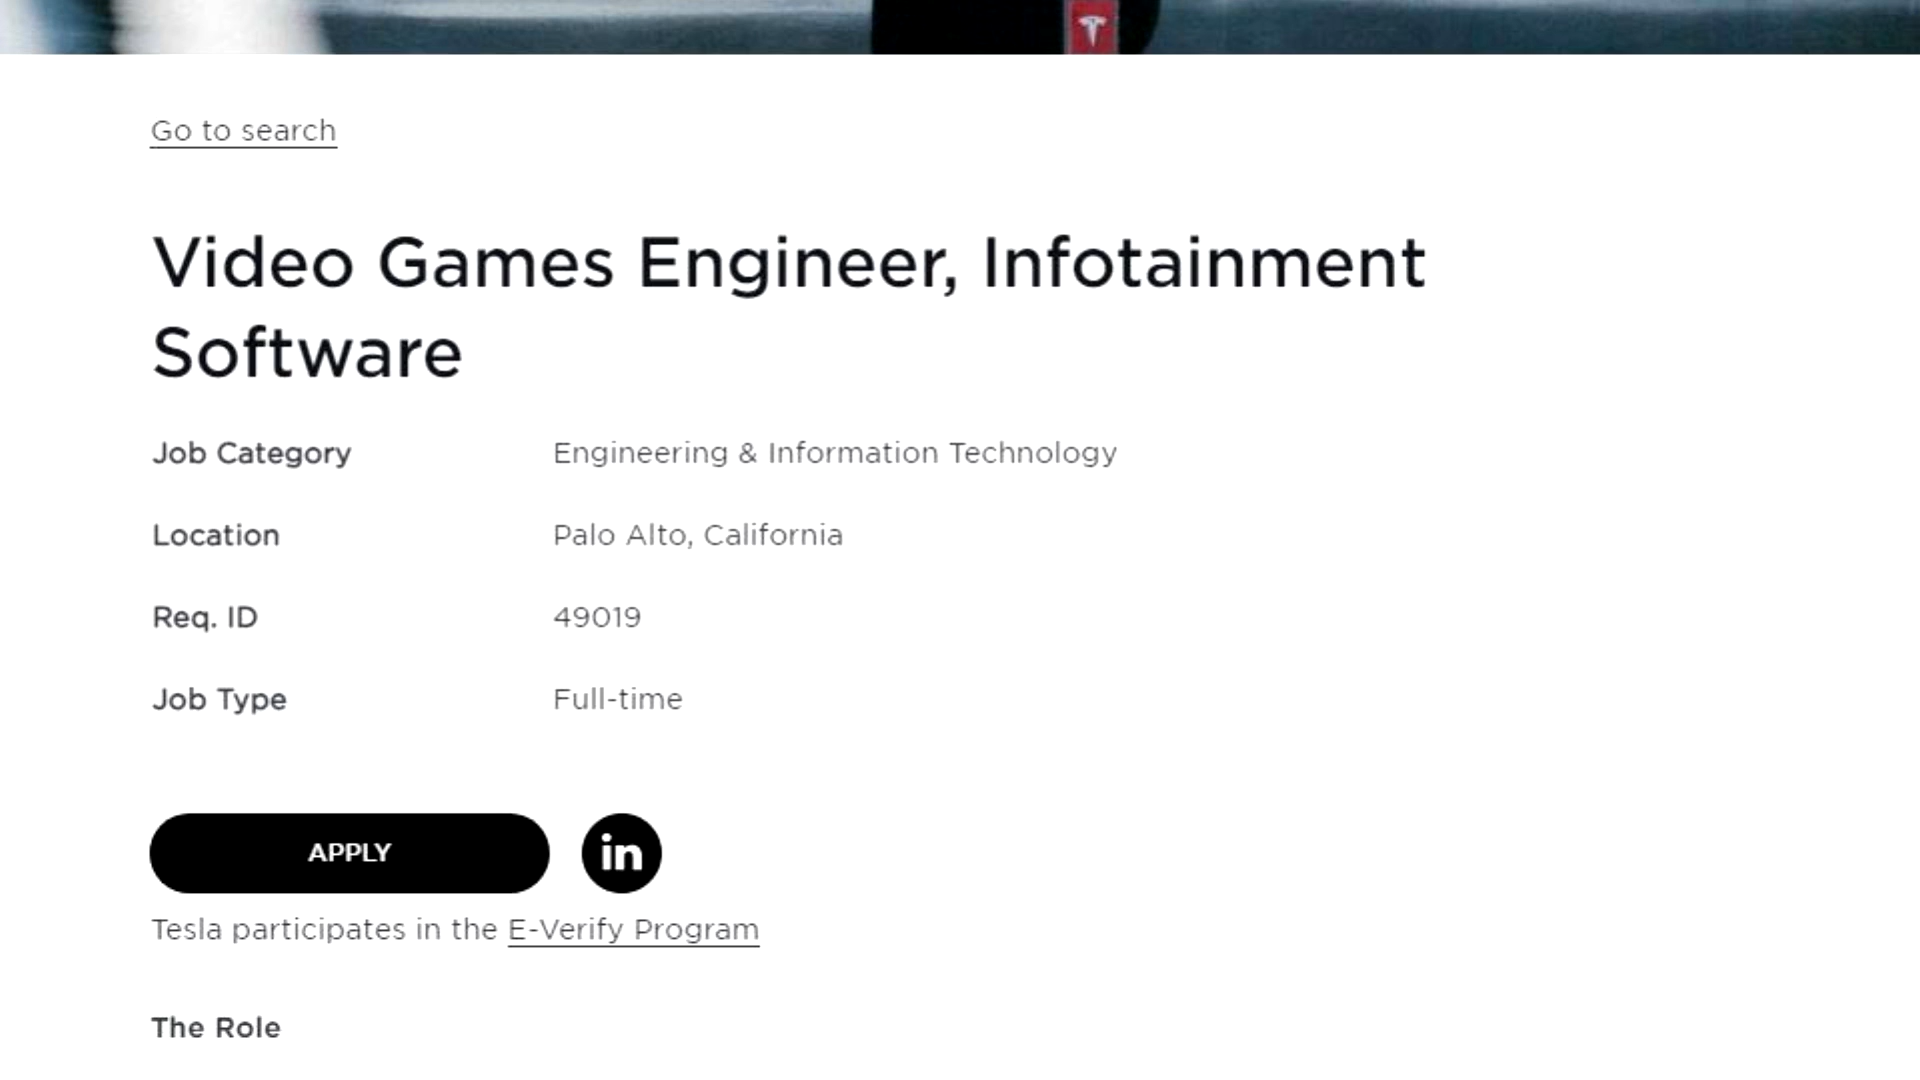 Go to search
Video Games Engineer, Infotainment
Software
Job Category Engineering & Information Technology
Location Palo Alto, California
Req. ID 49019
Job Type Full-time
APPLY in
Tesla participates in the E-Verify Program
The Role